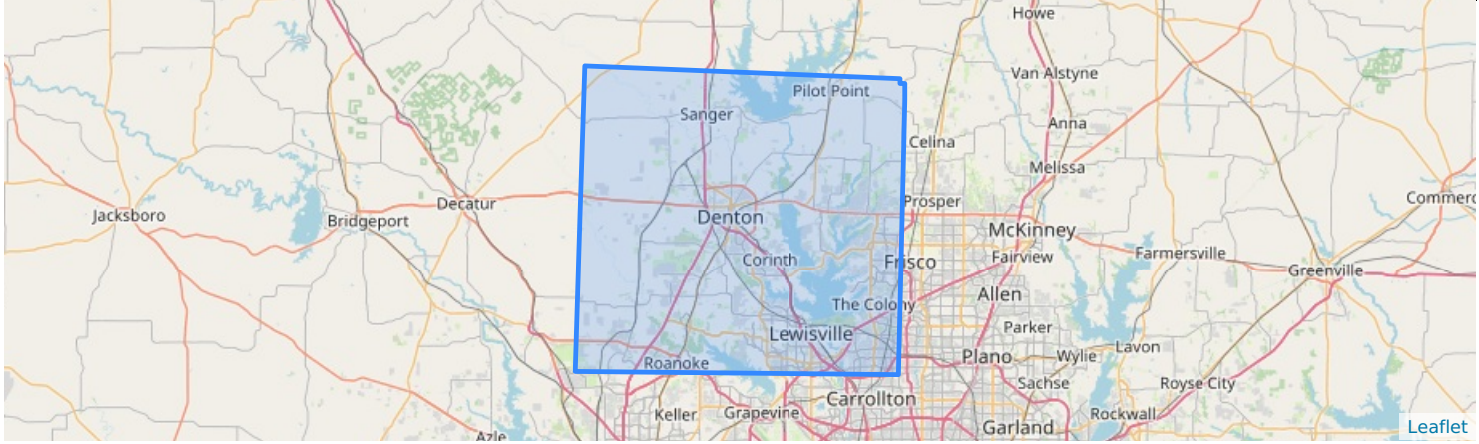 Howe
Van Alstyne
Pilot Point
Sanger
Anna
Celina
Melissa
Jacksboro
Bridgeport
Decatur
Denton
Prosper
Commerc
McKinney
Corinth
Frisco
Fairview
Farmersville
Greenville
Allen
The Colony
Lewisville
Parker
Roanoke
Plano
Wylie
Lavon
Sachse
Royse City
Keller
Grapevine
Carrollton
Rockwall
Garland
Azle
Leaflet